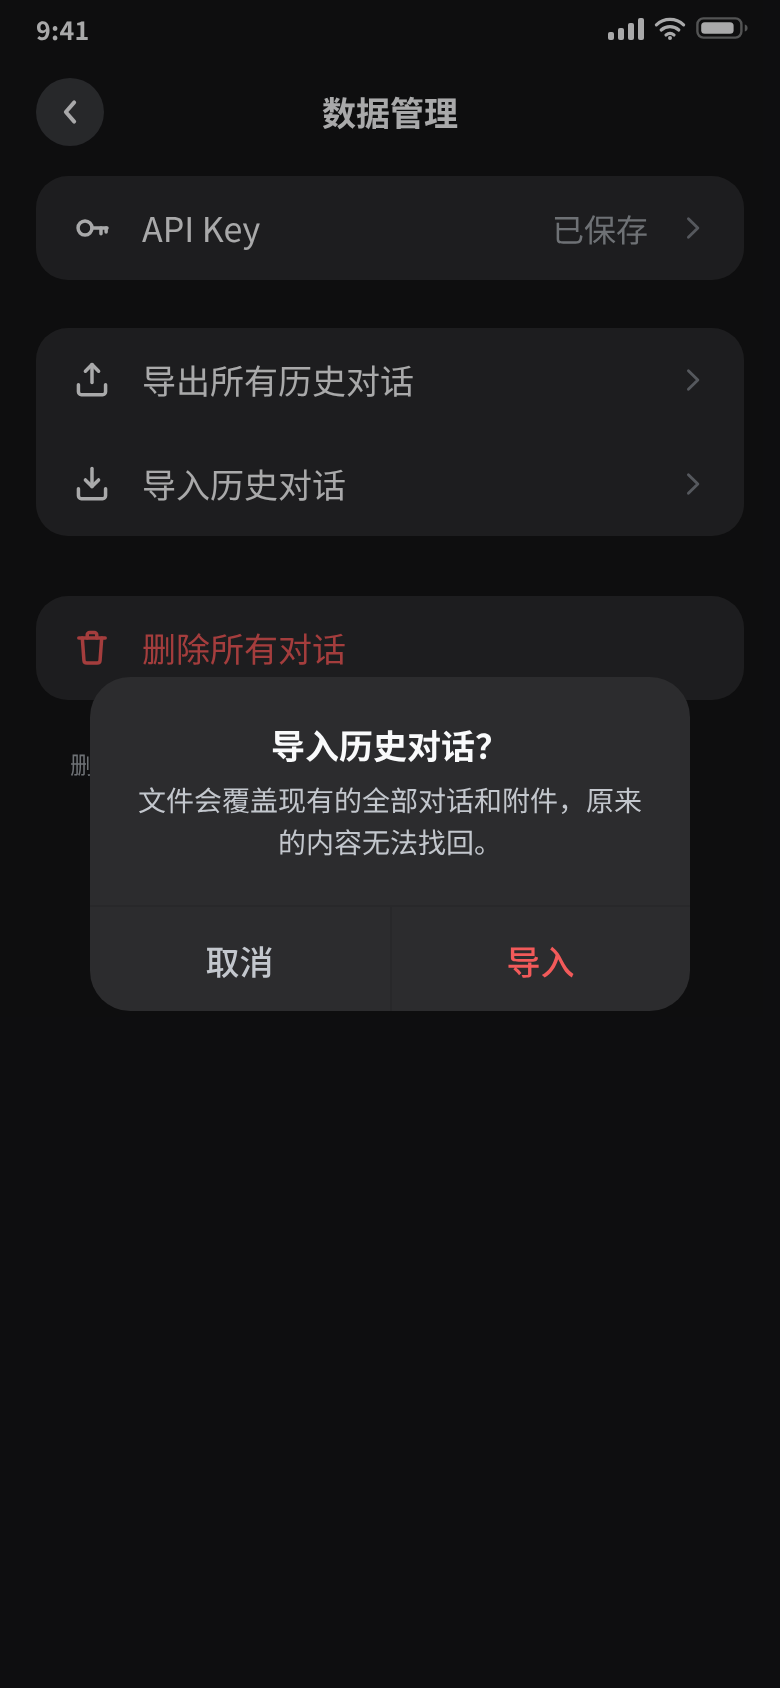 9:41
数据管理
API Key 已保存
导出所有历史对话
导入历史对话
删除所有对话
删
导入历史对话？
文件会覆盖现有的全部对话和附件，原来
的内容无法找回。
取消 导入